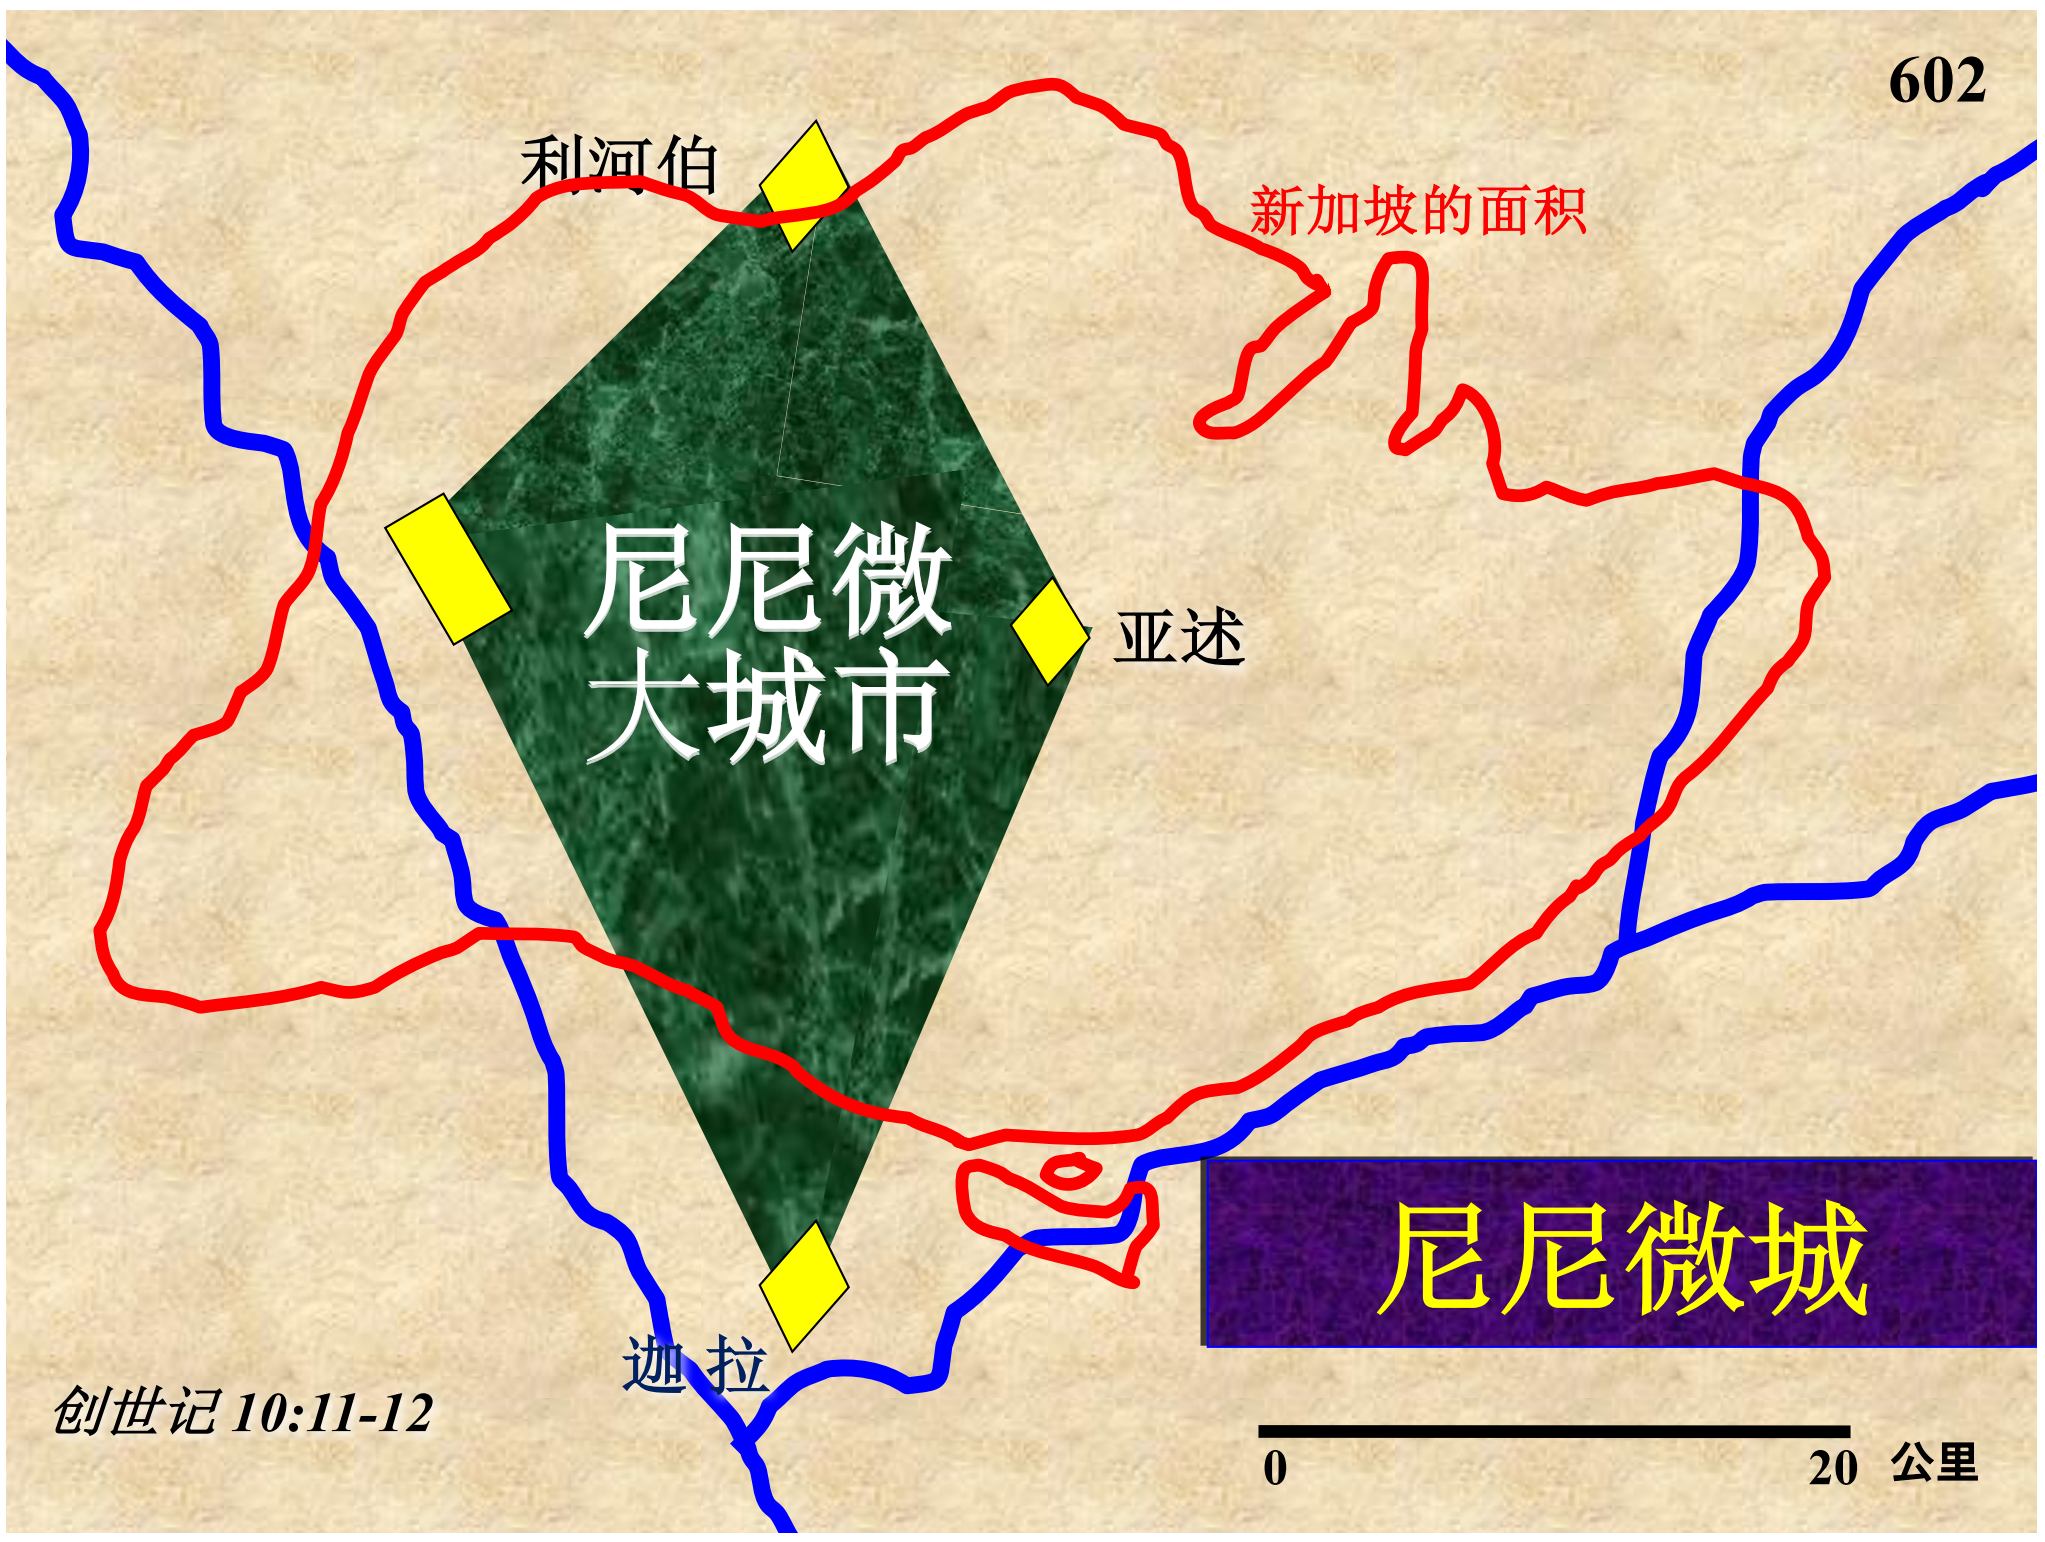 602
利河伯
新加坡的面积
尼尼微
大城市
亚述
尼尼微城
迦 拉
创世记 10:11-12
0
20 公里